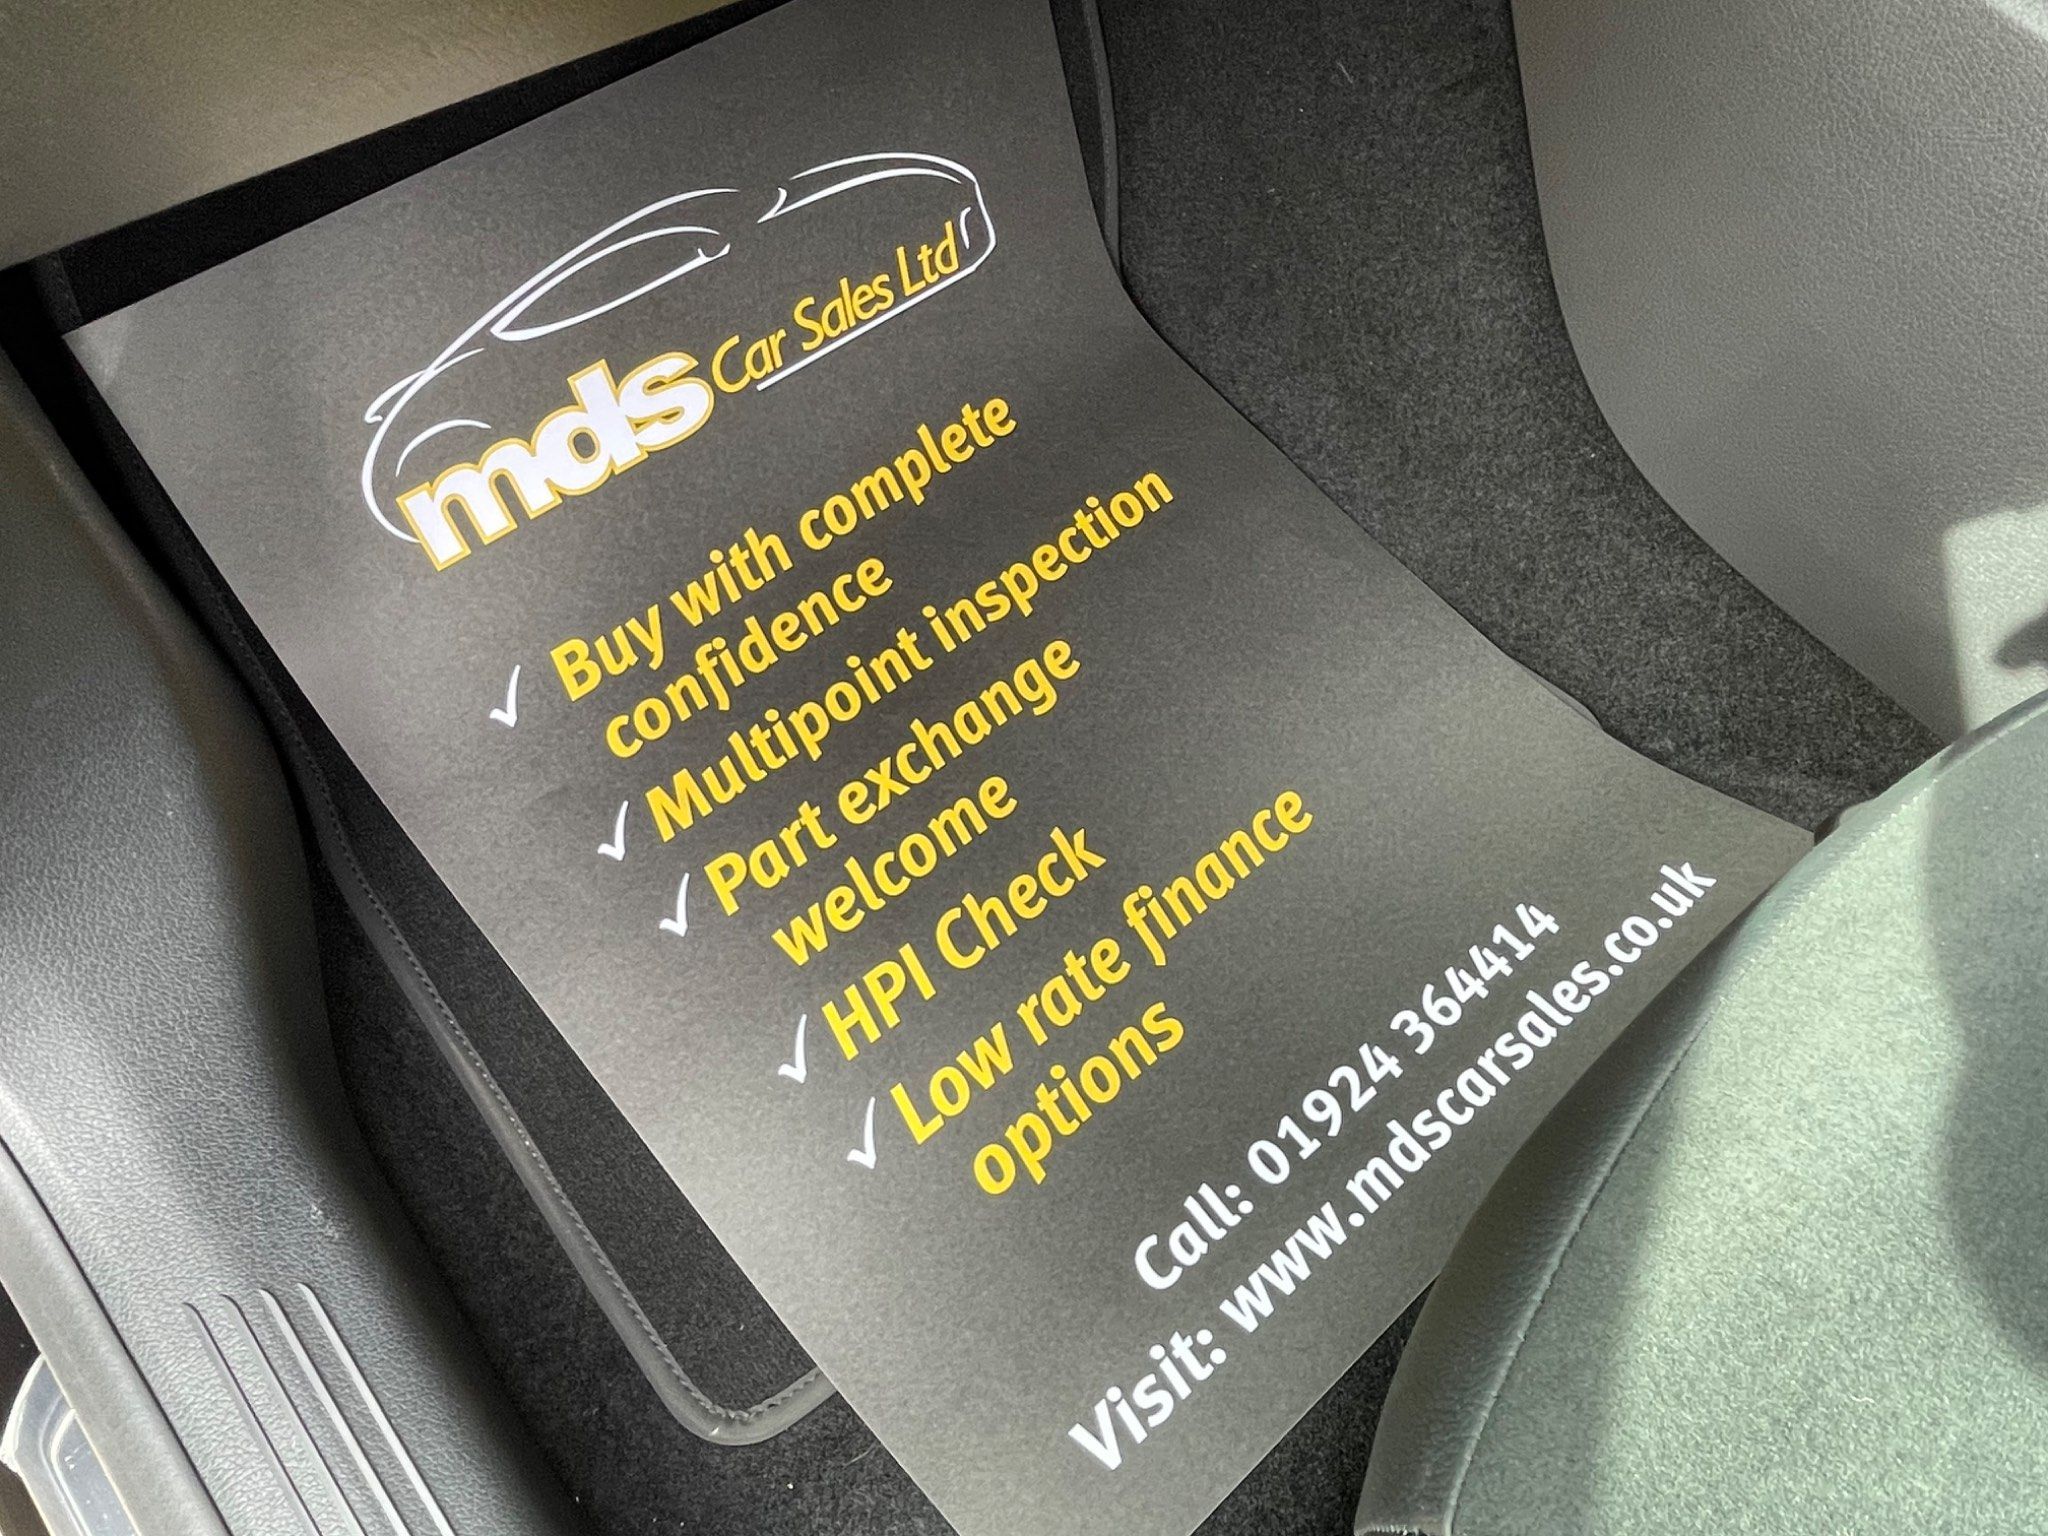 mds Car Sales Ltd
✓ Buy with complete
confidence
✓ Multipoint inspection
✓ Part exchange
welcome
✓ HPI Check
✓ Low rate finance
options
Call: 01924 364414
Visit: www.mdscarsales.co.uk